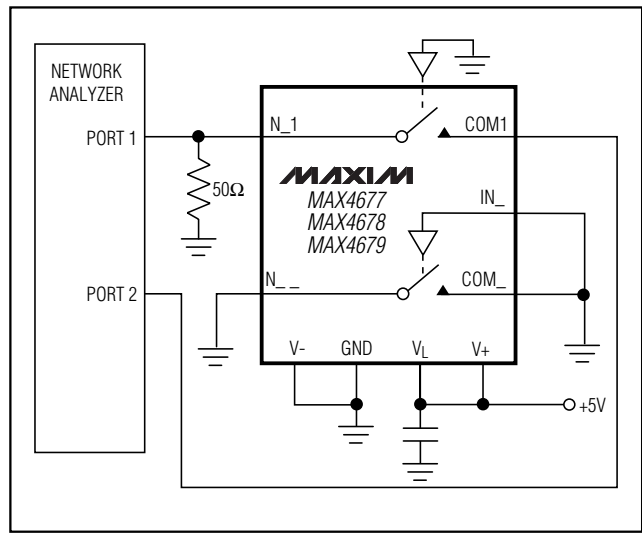 NETWORK
ANALYZER
PORT 1
N_1
COM1
50Ω
MAXIM
MAX4677
MAX4678
MAX4679
IN_
N_ _
COM_
PORT 2
V-
GND
VL
V+
+5V